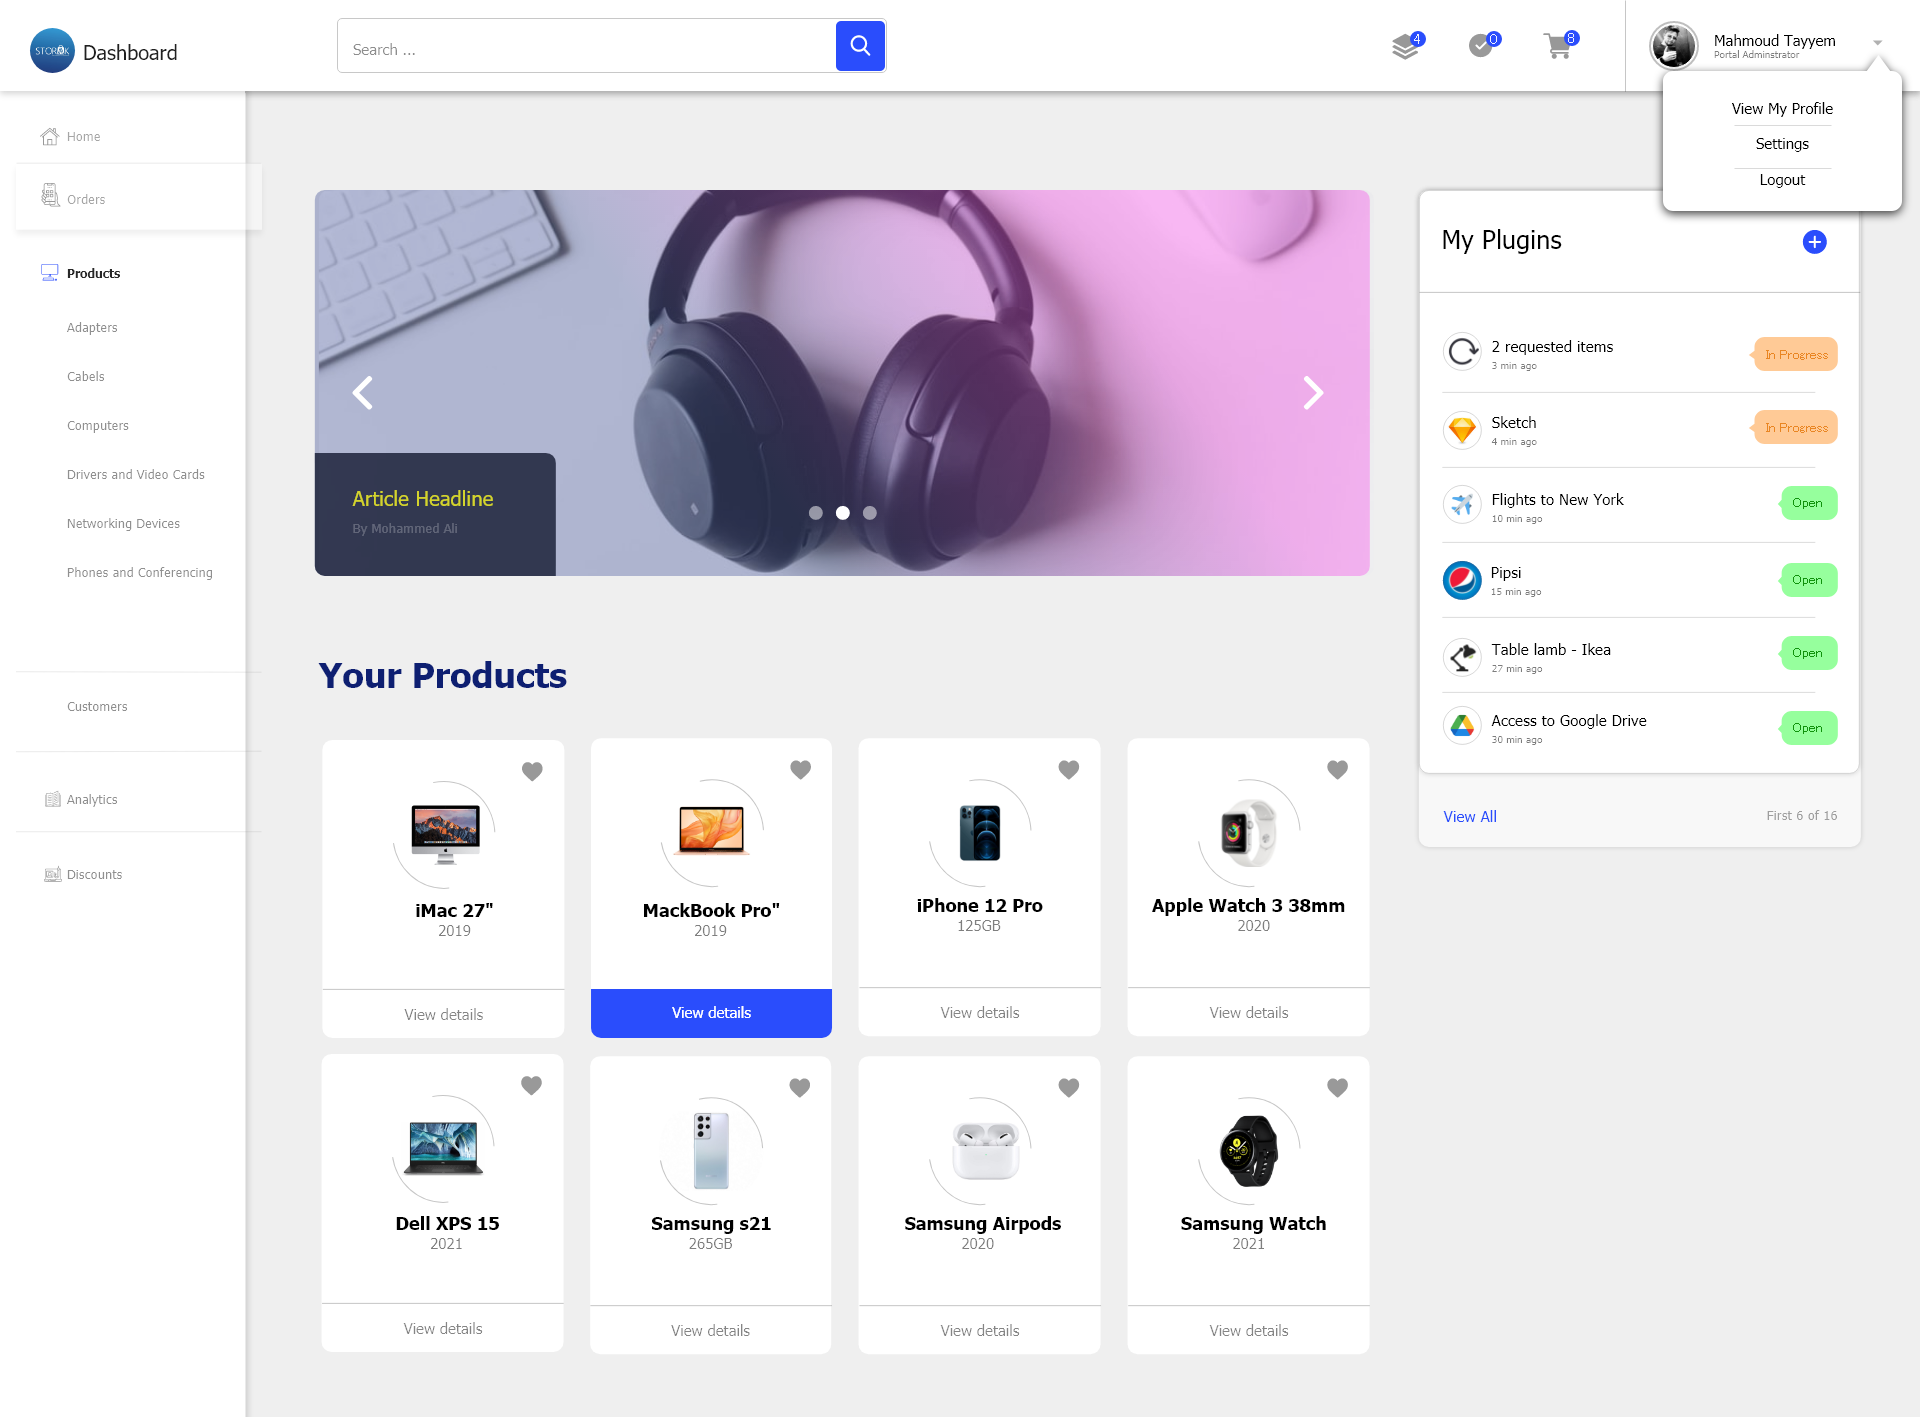 STORAK
Dashboard
Search ...
4
0
8
Mahmoud Tayyem
Portal Adminstrator
View My Profile
Settings
Logout
Home
Orders
Products
Adapters
Cabels
Computers
Drivers and Video Cards
Networking Devices
Phones and Conferencing
Customers
Analytics
Discounts
Article Headline
By Mohammed Ali
My Plugins
2 requested items
3 min ago
In Progress
Sketch
4 min ago
In Progress
Flights to New York
10 min ago
Open
Pipsi
15 min ago
Open
Table lamb - Ikea
27 min ago
Open
Access to Google Drive
30 min ago
Open
View All
First 6 of 16
Your Products
iMac 27"
2019
View details
MackBook Pro"
2019
View details
iPhone 12 Pro
125GB
View details
Apple Watch 3 38mm
2020
View details
Dell XPS 15
2021
View details
Samsung s21
265GB
View details
Samsung Airpods
2020
View details
Samsung Watch
2021
View details